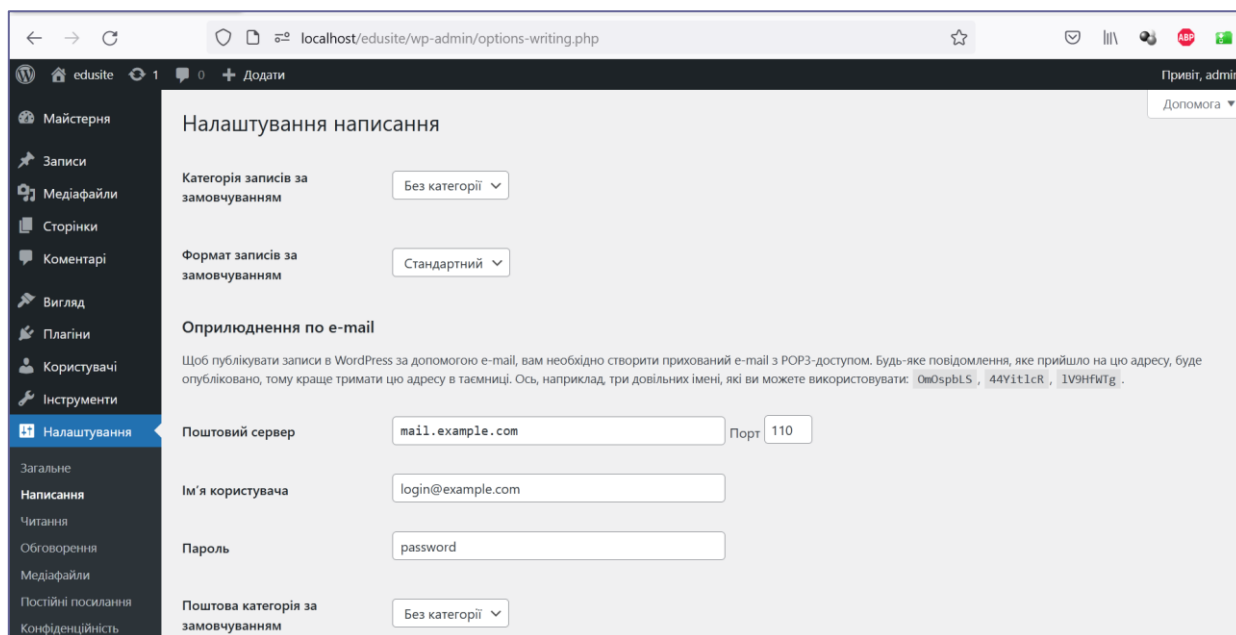 localhost/edusite/wp-admin/options-writing.php
ABP
edusite 1 0 Додати Привіт, admin
Допомога
Майстерня
Записи
Медіафайли
Сторінки
Коментарі
Вигляд
Плагіни
Користувачі
Інструменти
Налаштування
Загальне
Написання
Читання
Обговорення
Медіафайли
Постійні посилання
Конфіденційність
Налаштування написання
Категорія записів за
замовчуванням
Без категорії
Формат записів за
замовчуванням
Стандартний
Оприлюднення по e-mail
Щоб публікувати записи в WordPress за допомогою e-mail, вам необхідно створити прихований e-mail з POP3-доступом. Будь-яке повідомлення, яке прийшло на цю адресу, буде
опубліковано, тому краще тримати цю адресу в таємниці. Ось, наприклад, три довільних імені, які ви можете використовувати: OmOspbLS , 44YitlcR , lV9HfWTg .
Поштовий сервер mail.example.com Порт 110
Ім'я користувача login@example.com
Пароль password
Поштова категорія за
замовчуванням
Без категорії